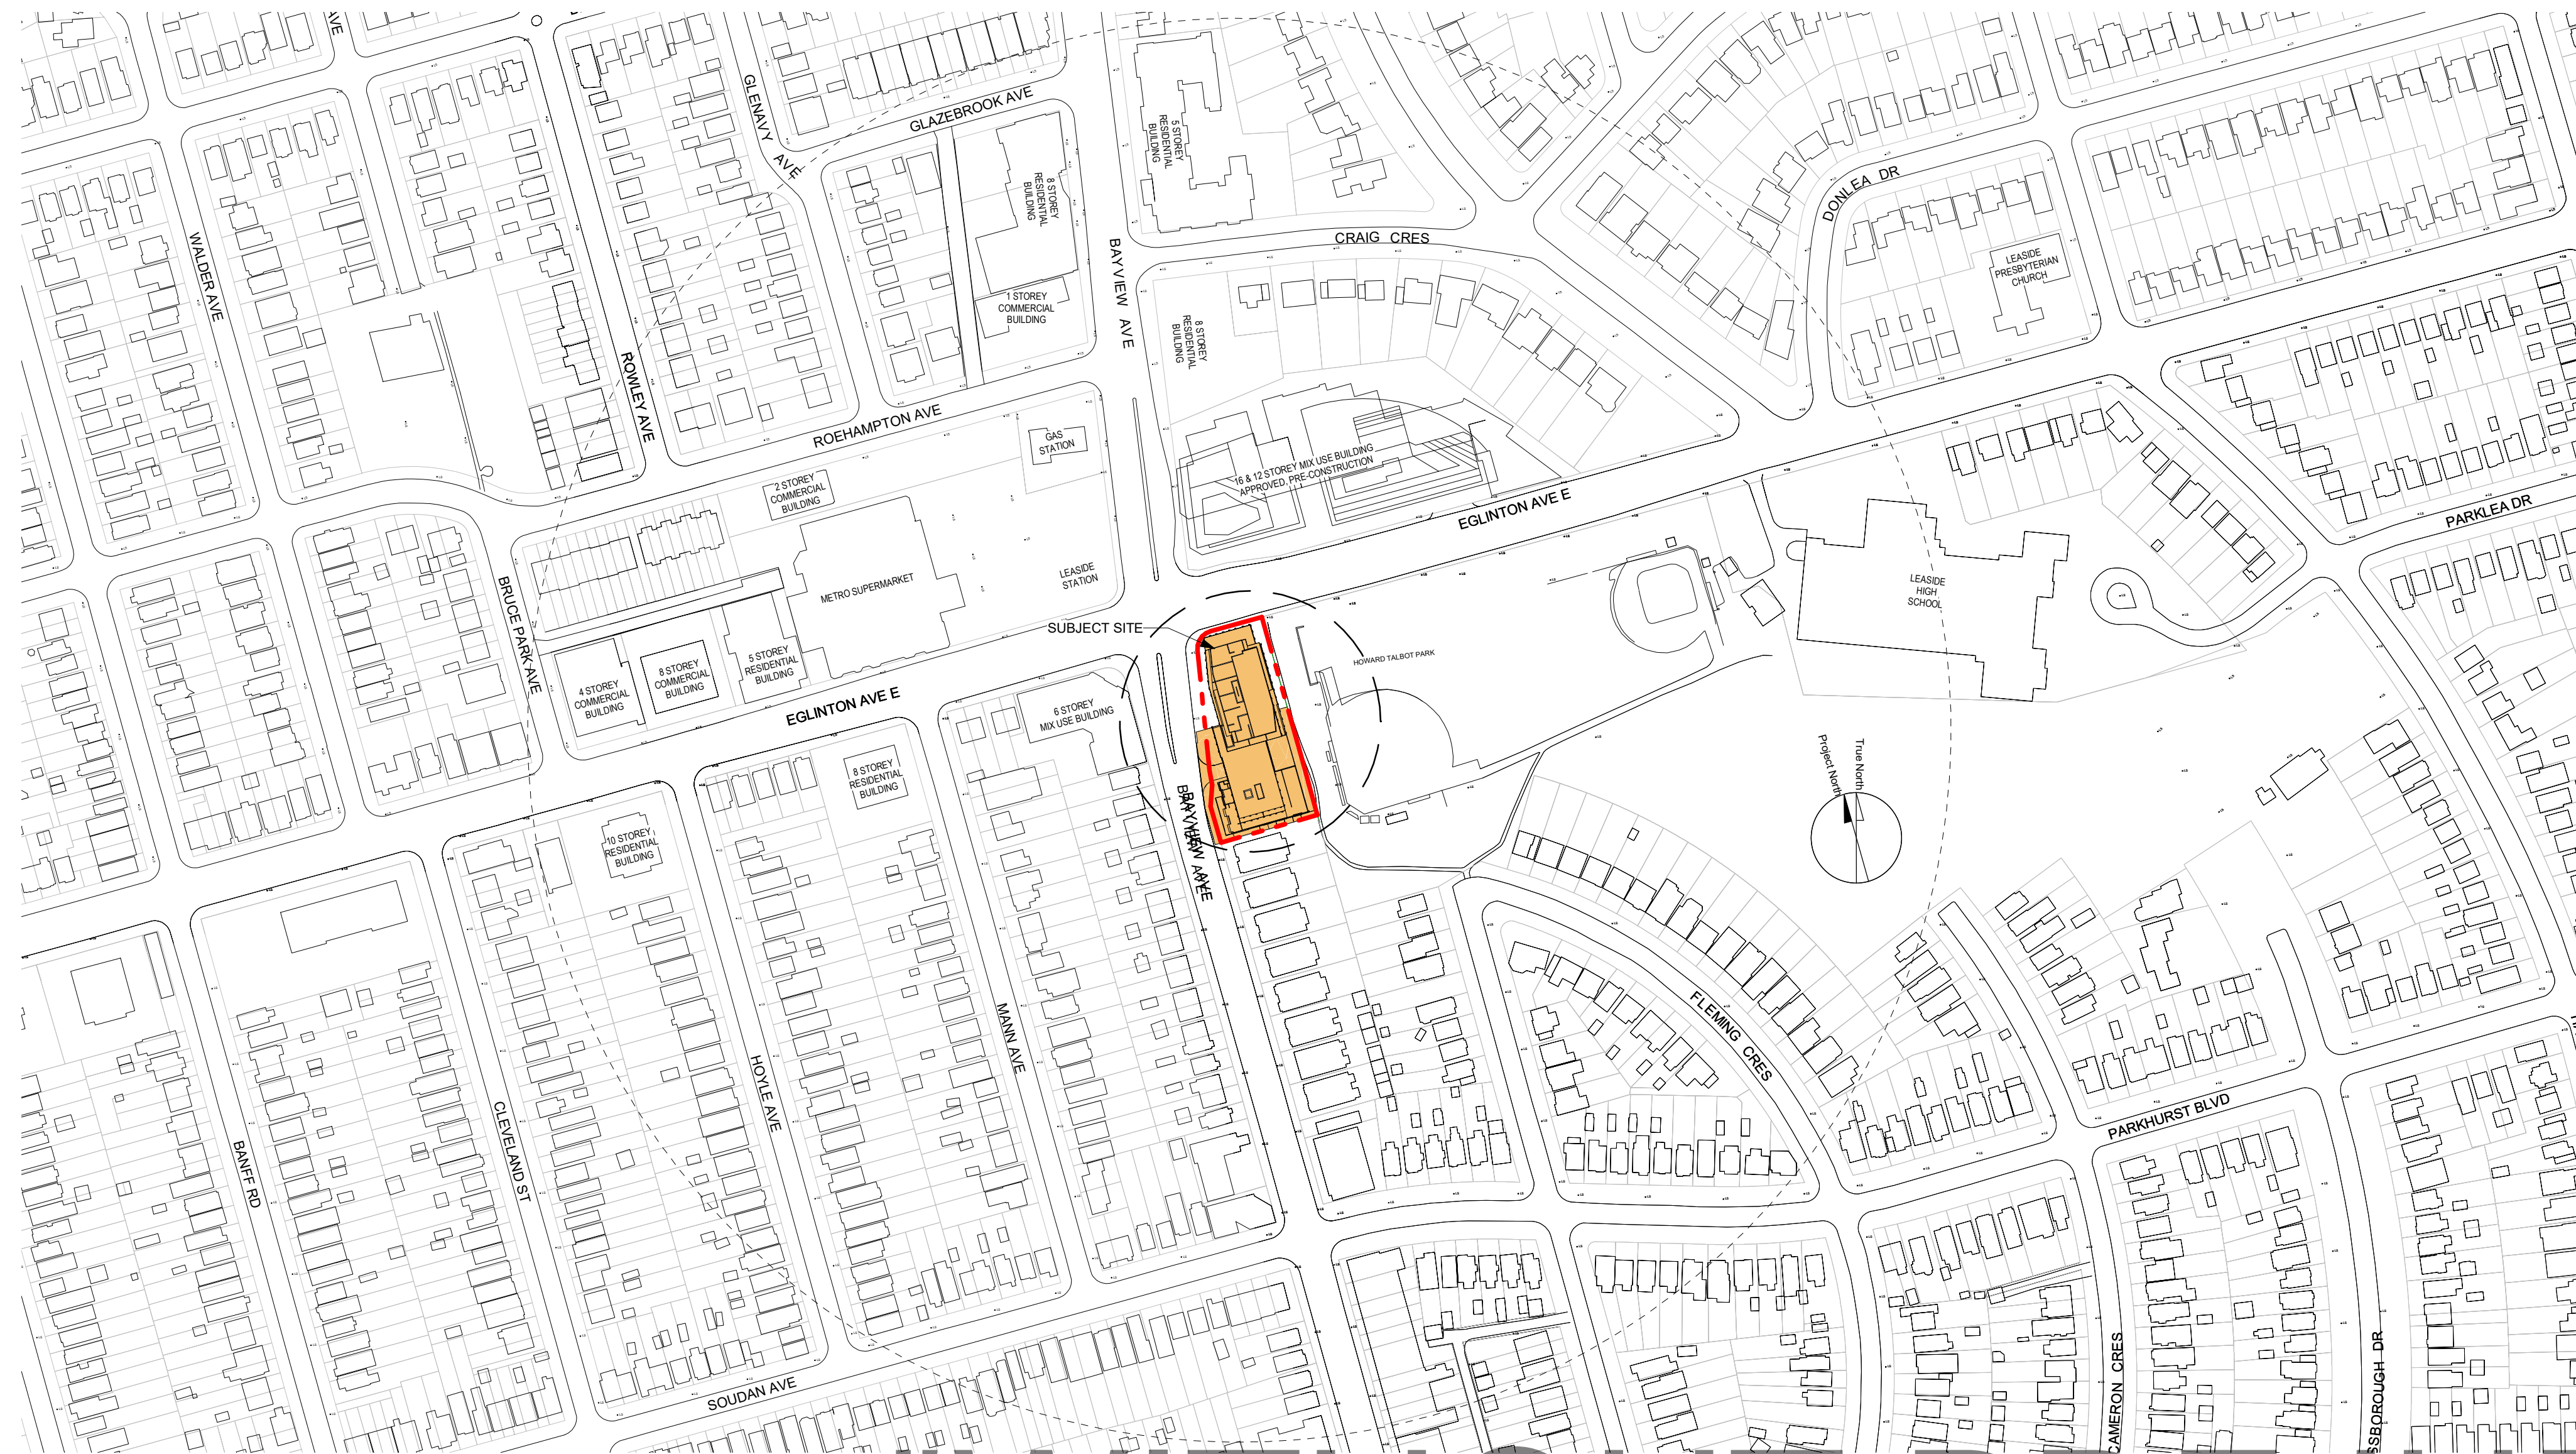 AVE
GLENAVY
AVE
GLAZEBROOK AVE
5 STOREY
RESIDENTIAL
BUILDING
8 STOREY
RESIDENTIAL
BUILDING
DONLEA DR
WALDER AVE
BAYVIEW AVE
CRAIG CRES
LEASIDE
PRESBYTERIAN
CHURCH
1 STOREY
COMMERCIAL
BUILDING
8 STOREY
RESIDENTIAL
BUILDING
ROWLEY AVE
ROEHAMPTON AVE
GAS
STATION
2 STOREY
COMMERCIAL
BUILDING
16 & 12 STOREY MIX USE BUILDING
APPROVED, PRE-CONSTRUCTION
EGLINTON AVE E
PARKLEA DR
BRUCE PARK AVE
METRO SUPERMARKET
LEASIDE
STATION
LEASIDE
HIGH
SCHOOL
SUBJECT SITE
HOWARD TALBOT PARK
4 STOREY
COMMERCIAL
BUILDING
8 STOREY
COMMERCIAL
BUILDING
5 STOREY
RESIDENTIAL
BUILDING
EGLINTON AVE E
6 STOREY
MIX USE BUILDING
Project North
True North
8 STOREY
RESIDENTIAL
BUILDING
10 STOREY
RESIDENTIAL
BUILDING
BAYVIEW AVE
BAYVIEW AVE
MANN AVE
FLEMING CRES
HOYLE AVE
CLEVELAND ST
BANFF RD
PARKHURST BLVD
SOUDAN AVE
CAMERON CRES
SSBOROUGH DR